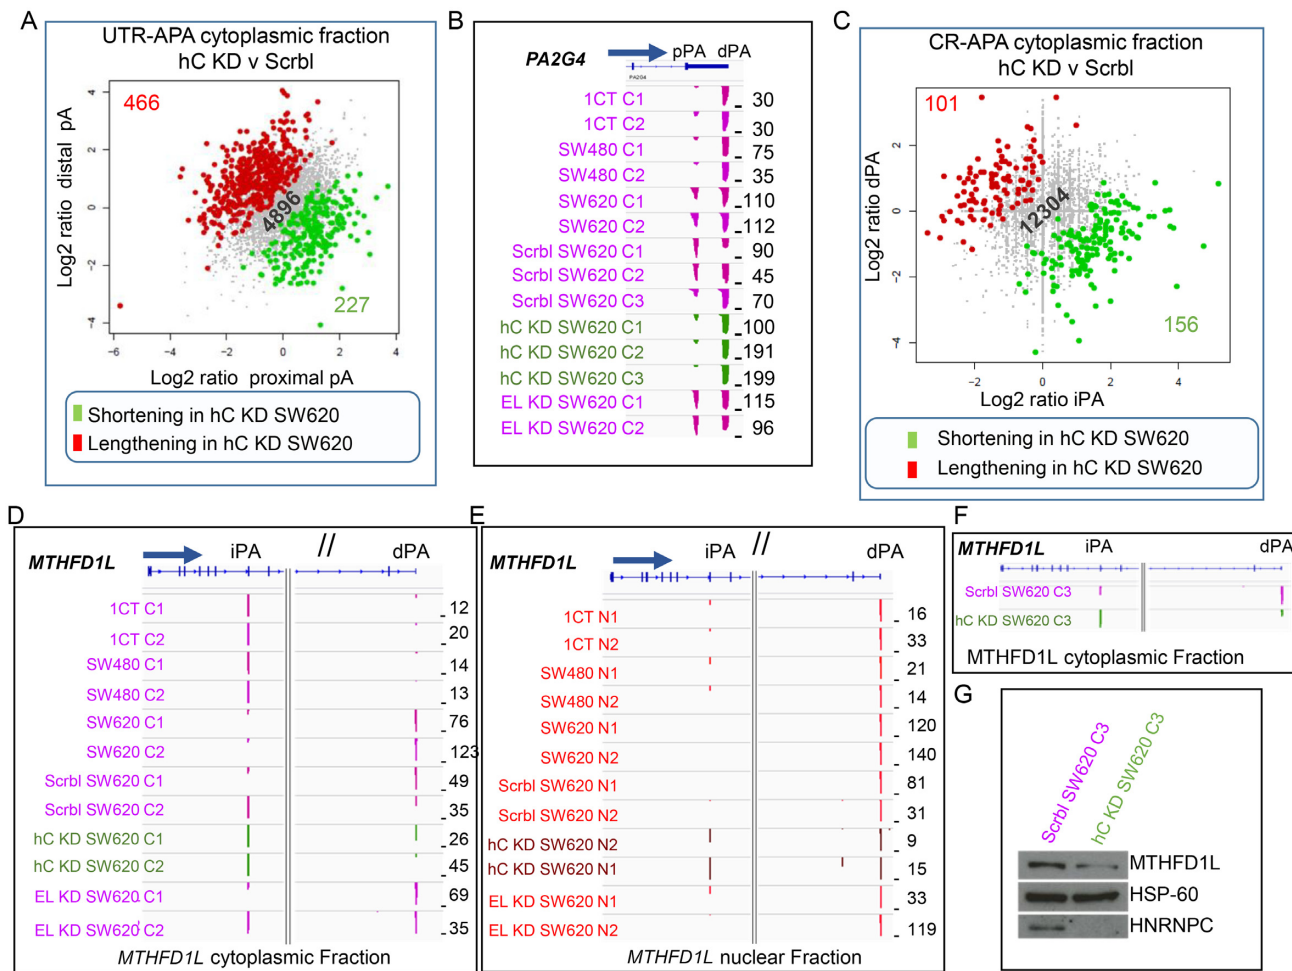 A
UTR-APA cytoplasmic fraction
hC KD v Scrbl
466
4896
227
Log2 ratio distal pA
4
2
0
-2
-4
-6
-4
-2
0
2
4
Log2 ratio proximal pA
Shortening in hC KD SW620
Lengthening in hC KD SW620
B
PA2G4
pPA dPA
PA2G4
1CT C1 30
1CT C2 30
SW480 C1 75
SW480 C2 35
SW620 C1 110
SW620 C2 112
Scrbl SW620 C1 90
Scrbl SW620 C2 45
Scrbl SW620 C3 70
hC KD SW620 C1 100
hC KD SW620 C2 191
hC KD SW620 C3 199
EL KD SW620 C1 115
EL KD SW620 C2 96
C
CR-APA cytoplasmic fraction
hC KD v Scrbl
101
12304
156
Log2 ratio dPA
2
0
-2
-4
-2
0
2
4
Log2 ratio iPA
Shortening in hC KD SW620
Lengthening in hC KD SW620
D
MTHFD1L
iPA // dPA
1CT C1 12
1CT C2 20
SW480 C1 14
SW480 C2 13
SW620 C1 76
SW620 C2 123
Scrbl SW620 C1 49
Scrbl SW620 C2 35
hC KD SW620 C1 26
hC KD SW620 C2 45
EL KD SW620 C1 69
EL KD SW620 C2 35
MTHFD1L cytoplasmic Fraction
E
MTHFD1L
iPA // dPA
1CT N1 16
1CT N2 33
SW480 N1 21
SW480 N2 14
SW620 N1 120
SW620 N2 140
Scrbl SW620 N1 81
Scrbl SW620 N2 31
hC KD SW620 N2 9
hC KD SW620 N1 15
EL KD SW620 N1 33
EL KD SW620 N2 119
MTHFD1L nuclear Fraction
F
MTHFD1L iPA dPA
Scrbl SW620 C3
hC KD SW620 C3
MTHFD1L cytoplasmic Fraction
G
Scrbl SW620 C3
hC KD SW620 C3
MTHFD1L
HSP-60
HNRNPC